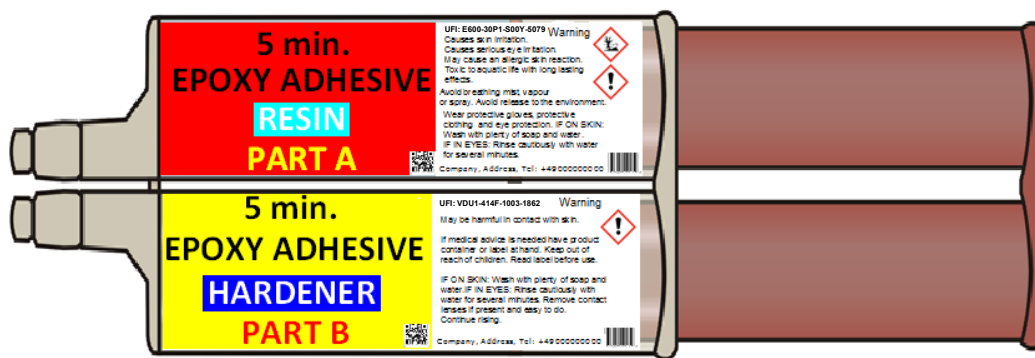 5 min.
EPOXY ADHESIVE
RESIN
PART A
UFI: E600-30P1-S00Y-5079 Warning
Causes skin irritation.
Causes serious eye irritation.
May cause an allergic skin reaction.
Toxic to aquatic life with long lasting
effects.
Avoid breathing mist, vapour
or spray. Avoid release to the environment.
Wear protective gloves, protective
clothing and eye protection. IF ON SKIN:
Wash with plenty of soap and water.
IF IN EYES: Rinse cautiously with water
for several minutes.
Company, Address, Tel: +49000000000
5 min.
EPOXY ADHESIVE
HARDENER
PART B
UFI: VDU1-414F-1003-1862 Warning
May be harmful in contact with skin.
If medical advice is needed have product
container or label at hand. Keep out of
reach of children. Read label before use.
IF ON SKIN: Wash with plenty of soap and
water.IF IN EYES: Rinse cautiously with
water for several minutes. Remove contact
lenses if present and easy to do.
Continue rising.
Company, Address, Tel: +49000000000